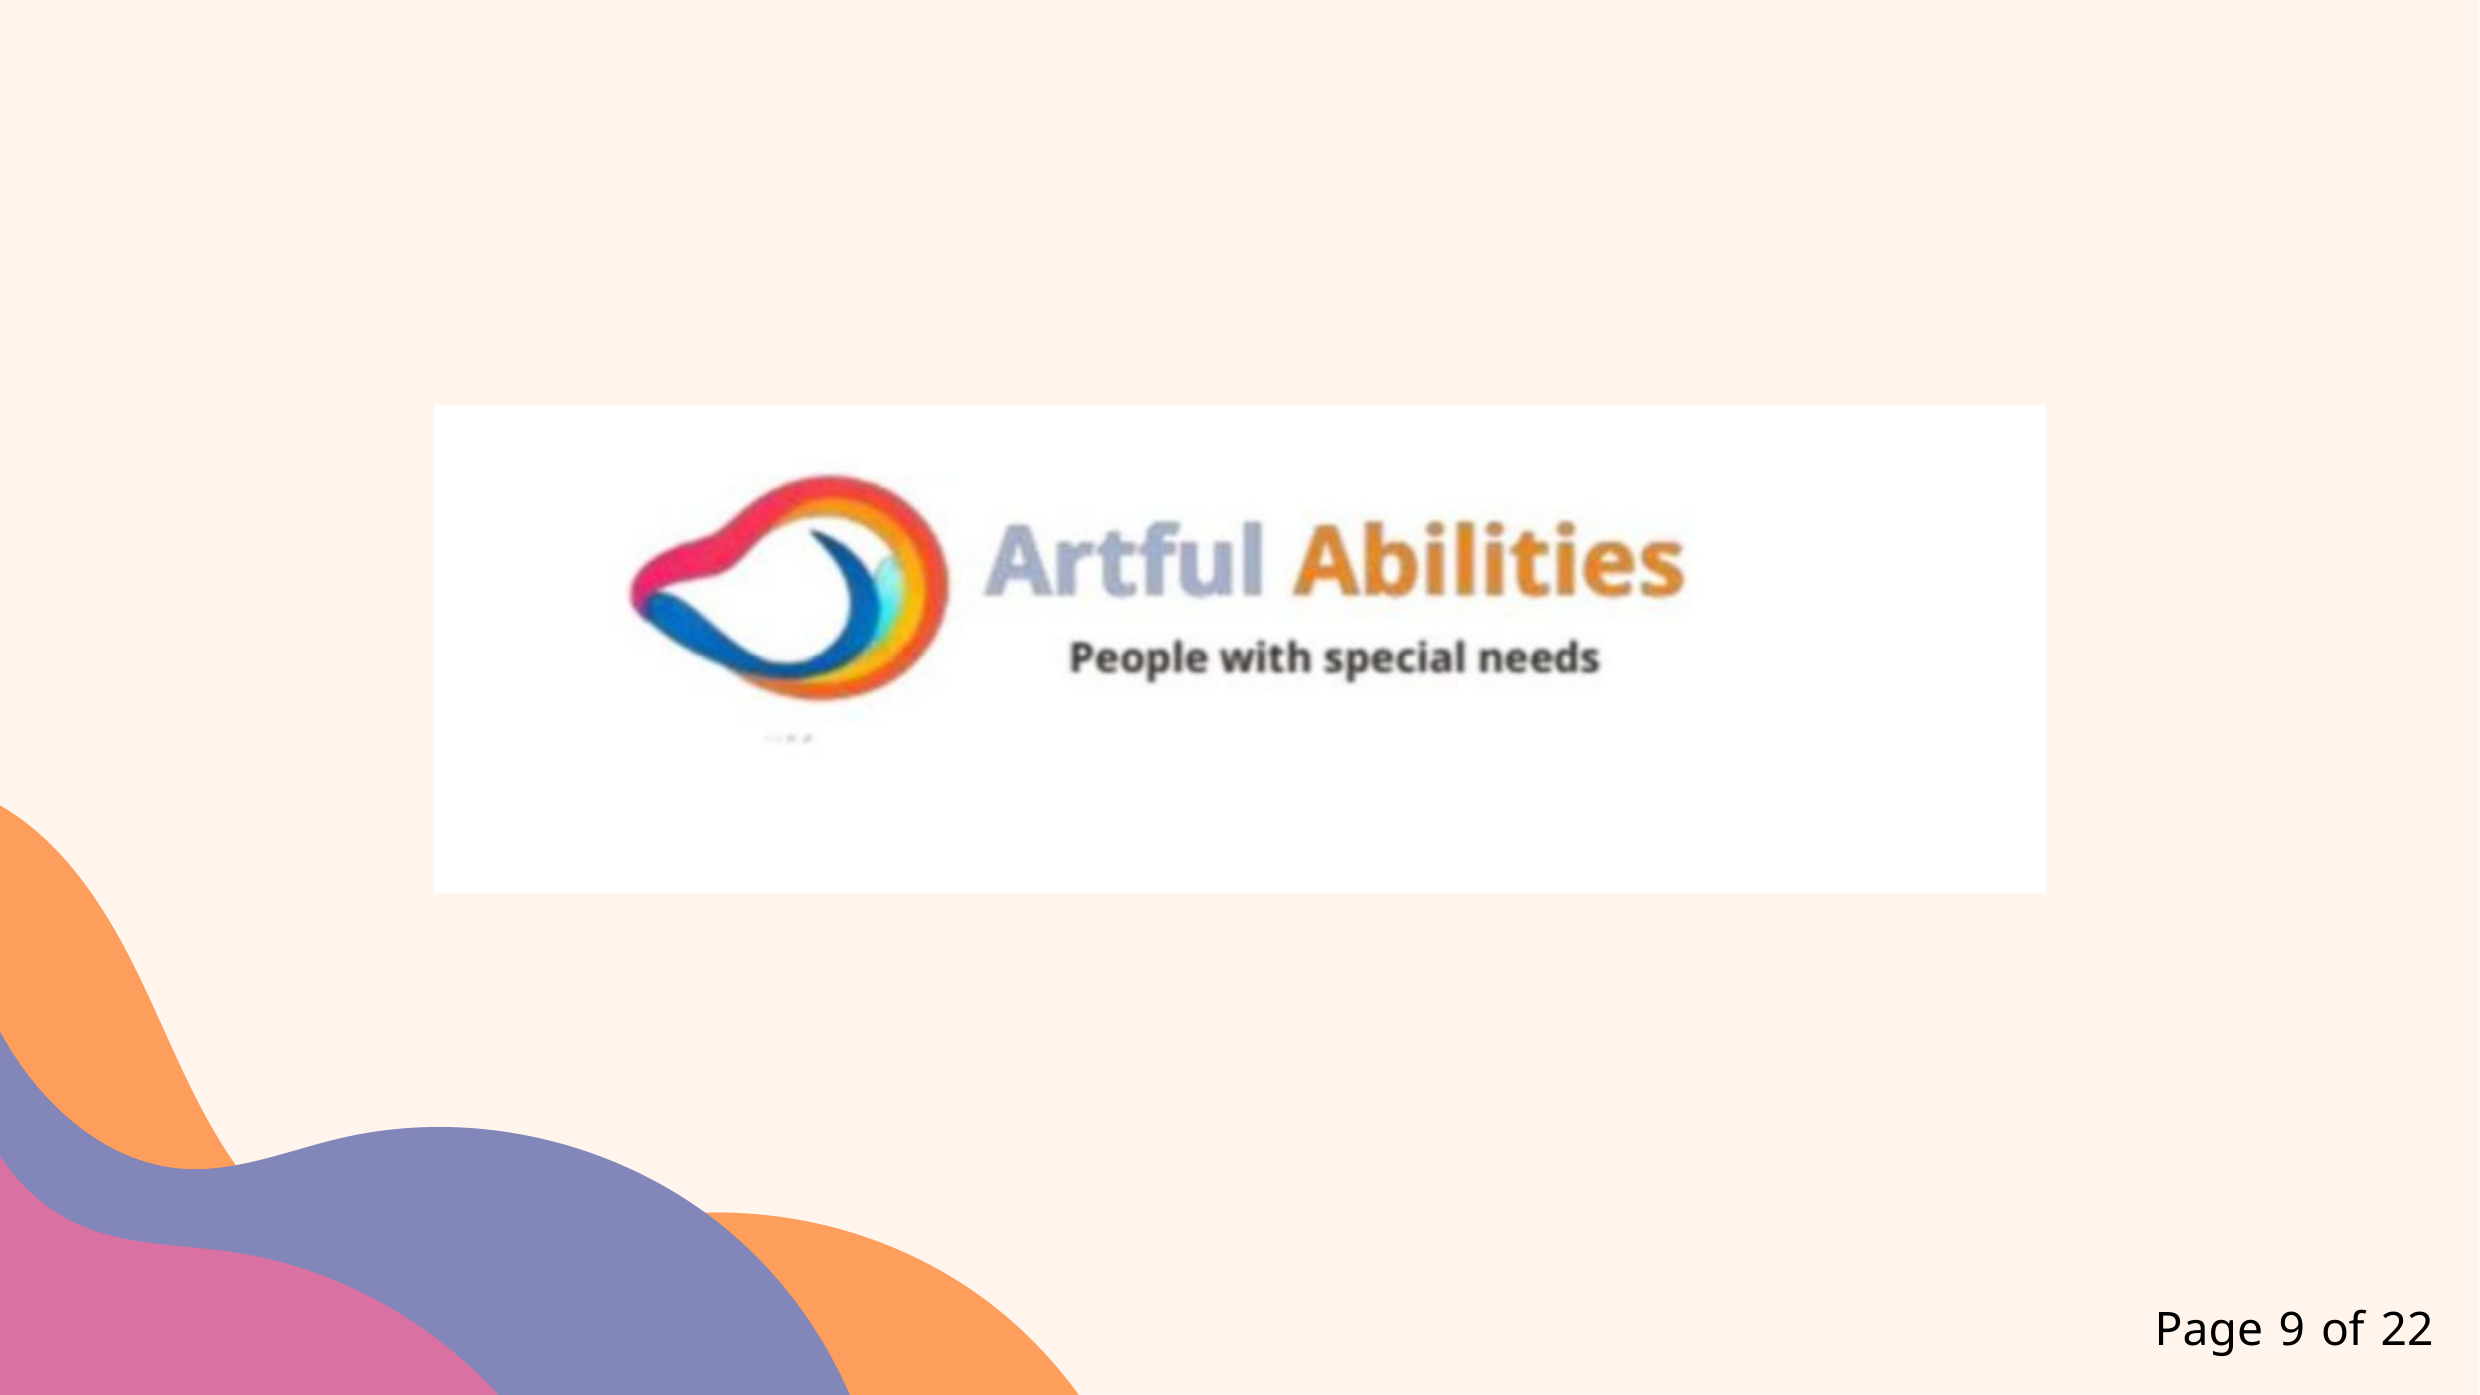 Artful Abilities
People with special needs
Page 9 of 22